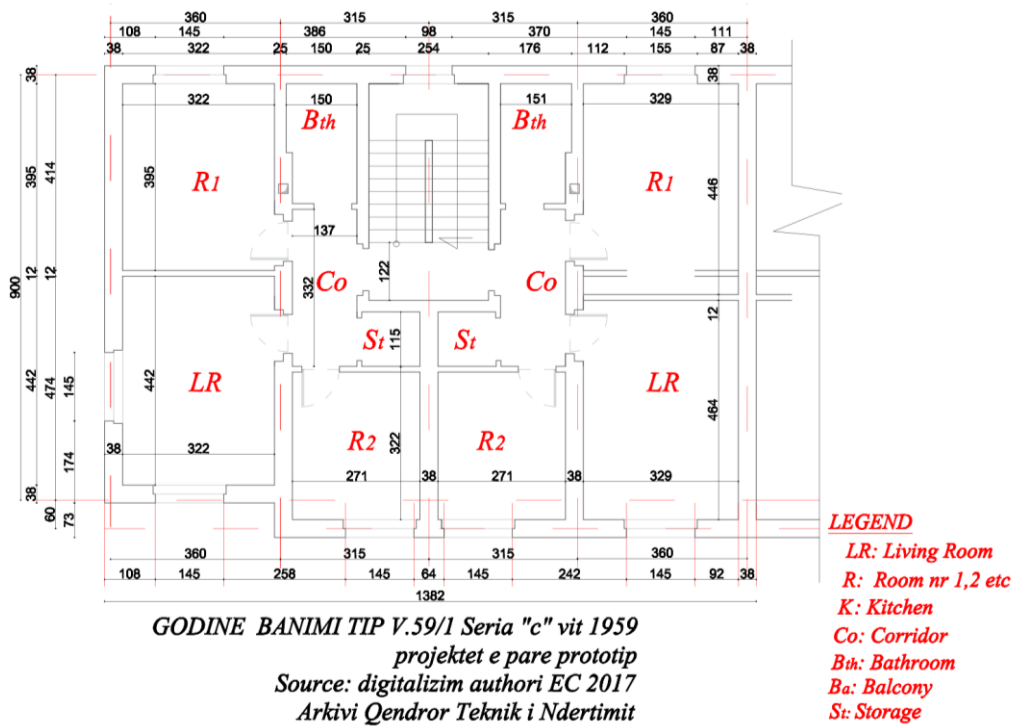 360 315 315 360
108 145 386 98 370 145 111
38 322 25 150 25 254 176 112 155 87 38
38
322 150 151 329
Bth Bth
395 414 395 R1 R1 446
137
12 12 900 332 Co 122 Co
12
St 115 St
442 474 145 442 LR LR 464
R2 322 R2
38 322 174 271 38 271 38 329
38
60 73
360 315 315 360
108 145 258 145 64 145 242 145 92 38
1382
GODINE BANIMI TIP V.59/1 Seria "c" vit 1959
projektet e pare prototip
Source: digitalizim authori EC 2017
Arkivi Qendror Teknik i Ndertimit
LEGEND
LR: Living Room
R: Room nr 1,2 etc
K: Kitchen
Co: Corridor
Bth: Bathroom
Ba: Balcony
St: Storage